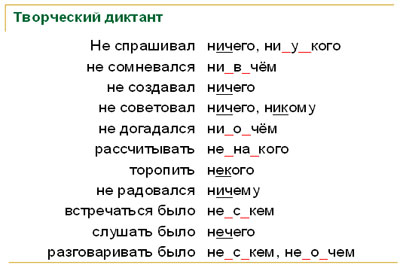 Творческий диктант
Не спрашивал ничего, ни_у_кого
не сомневался ни_в_чём
не создавал ничего
не советовал ничего, никому
не догадался ни_о_чём
рассчитывать не_на_кого
торопить некого
не радовался ничему
встречаться было не_с_кем
слушать было нечего
разговаривать было не_с_кем, не_о_чем